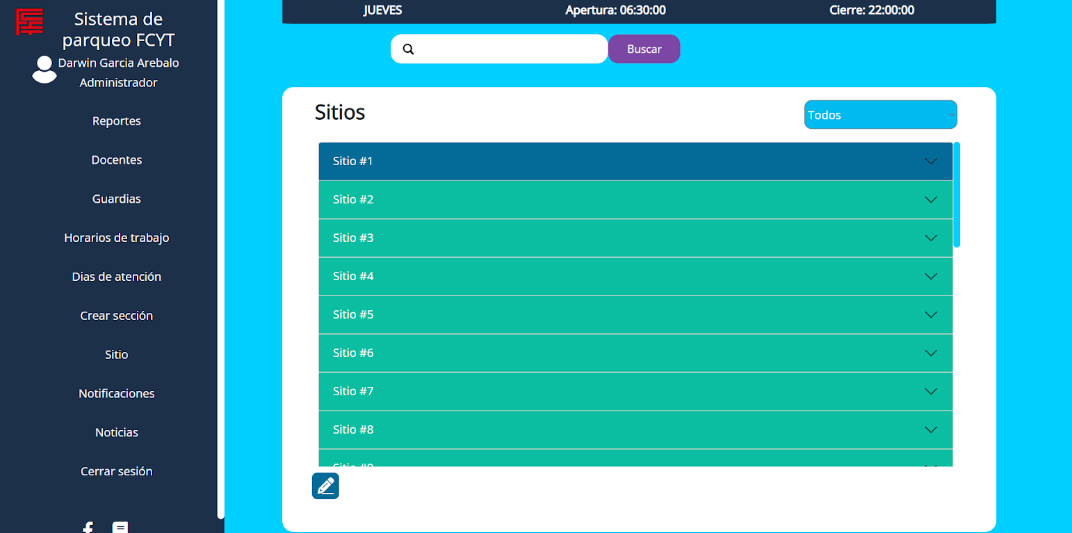 Sistema de
parqueo FCYT
Darwin Garcia Arebalo
Administrador
Reportes
Docentes
Guardias
Horarios de trabajo
Dias de atención
Crear sección
Sitio
Notificaciones
Noticias
Cerrar sesión
JUEVES Apertura: 06:30:00 Cierre: 22:00:00
Buscar
Sitios
Todos
Sitio #1
Sitio #2
Sitio #3
Sitio #4
Sitio #5
Sitio #6
Sitio #7
Sitio #8
Sitio #9